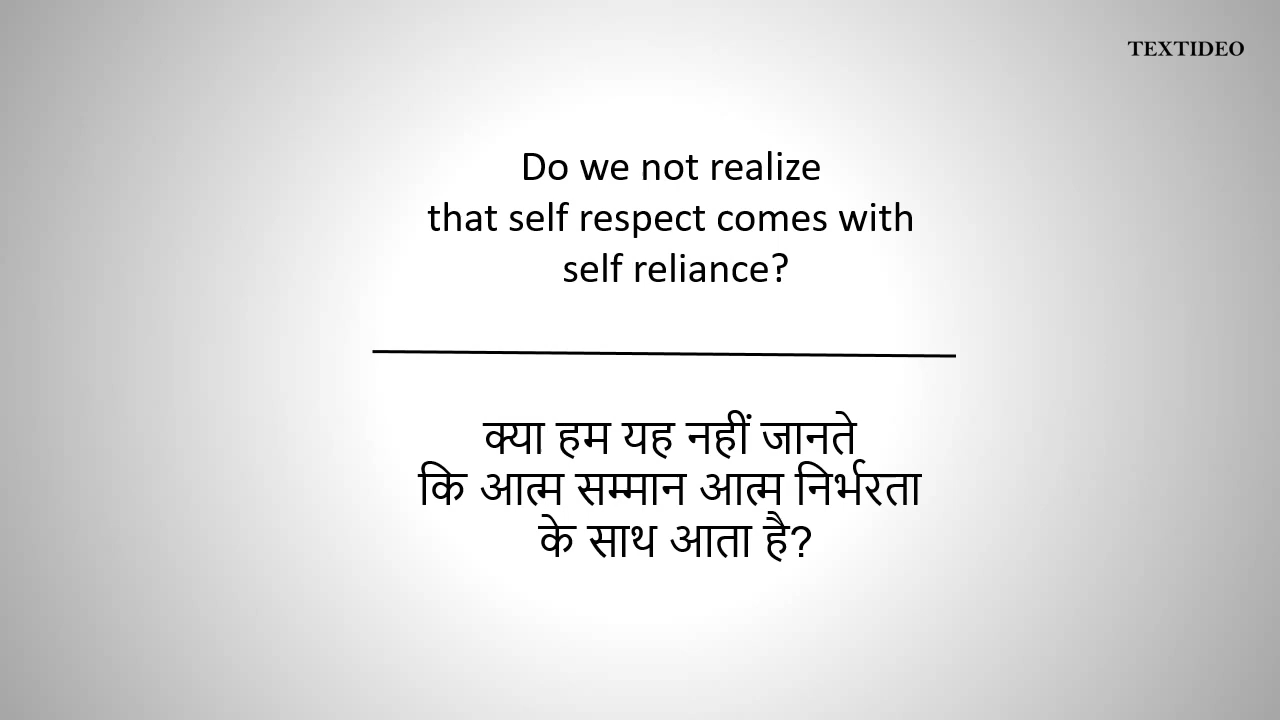 TEXTIDEO
Do we not realize
that self respect comes with
self reliance?
क्या हम यह नहीं जानते
कि आत्म सम्मान आत्म निर्भरता
के साथ आता है?